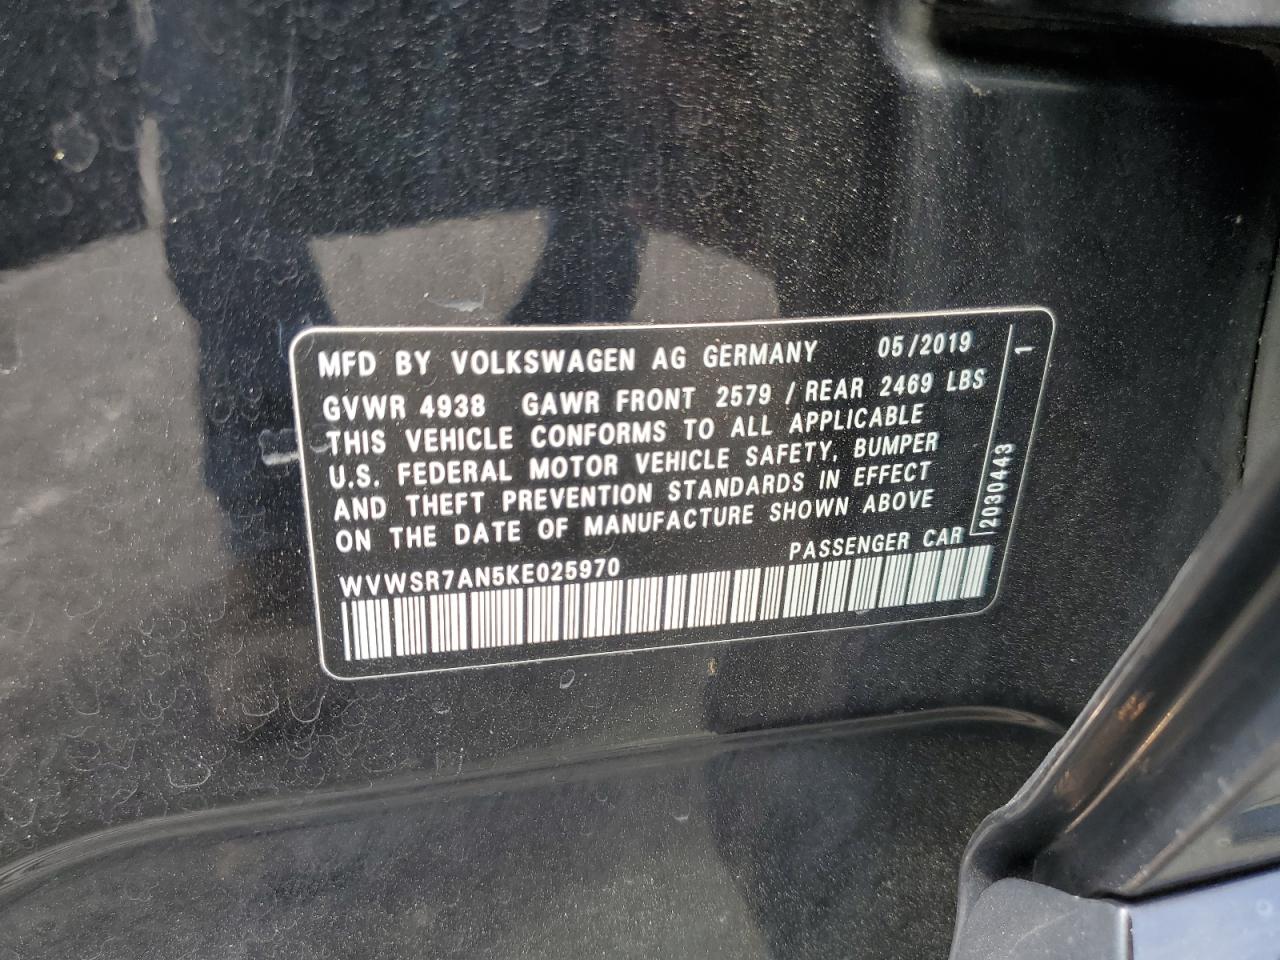 MFD BY VOLKSWAGEN AG GERMANY 05/2019
GVWR 4938 GAWR FRONT 2579 / REAR 2469 LBS
THIS VEHICLE CONFORMS TO ALL APPLICABLE
U.S. FEDERAL MOTOR VEHICLE SAFETY, BUMPER
AND THEFT PREVENTION STANDARDS IN EFFECT
ON THE DATE OF MANUFACTURE SHOWN ABOVE
PASSENGER CAR
WVWSR7AN5KE025970
2030443 1